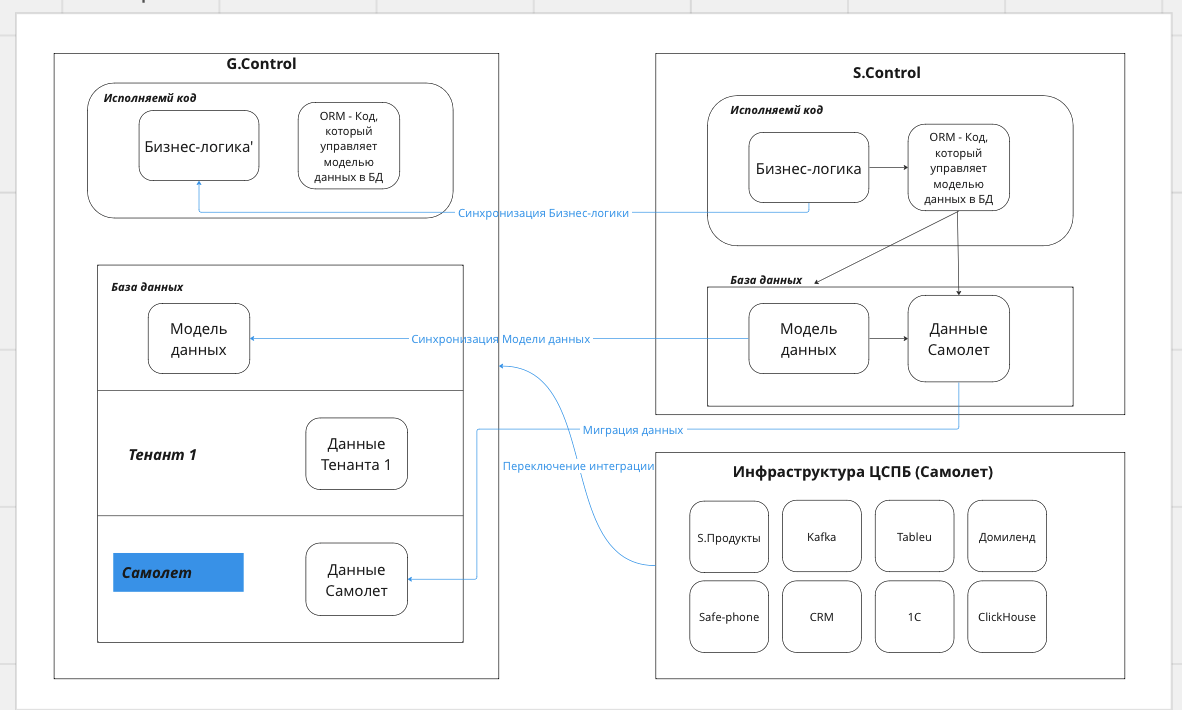 G.Control
Исполняемй код
Бизнес-логика'
ORM - Код,
который
управляет
моделью
данных в БД
S.Control
Исполняемй код
Бизнес-логика
ORM - Код,
который
управляет
моделью
данных в БД
Синхронизация Бизнес-логики
База данных
Модель
данных
Синхронизация Модели данных
База данных
Модель
данных
Данные
Самолет
Тенант 1
Данные
Тенанта 1
Миграция данных
Переключение интеграции
Самолет
Данные
Самолет
Инфраструктура ЦСПБ (Самолет)
S.Продукты
Kafka
Tableu
Домиленд
Safe-phone
CRM
1C
ClickHouse